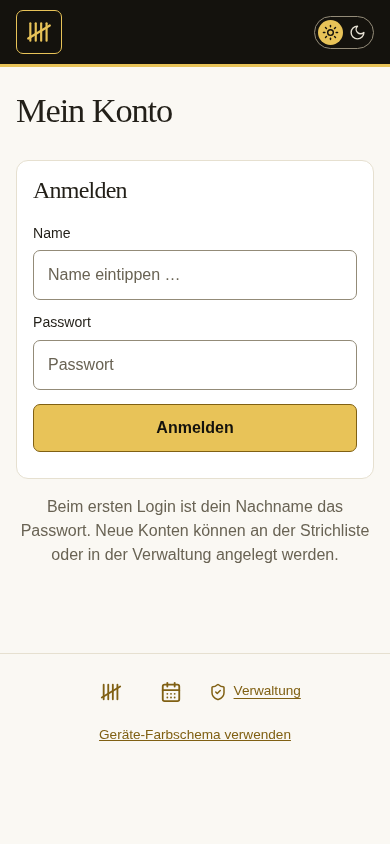 Mein Konto
Anmelden
Name
Name eintippen …
Passwort
Passwort
Anmelden
Beim ersten Login ist dein Nachname das
Passwort. Neue Konten können an der Strichliste
oder in der Verwaltung angelegt werden.
Verwaltung
Geräte-Farbschema verwenden